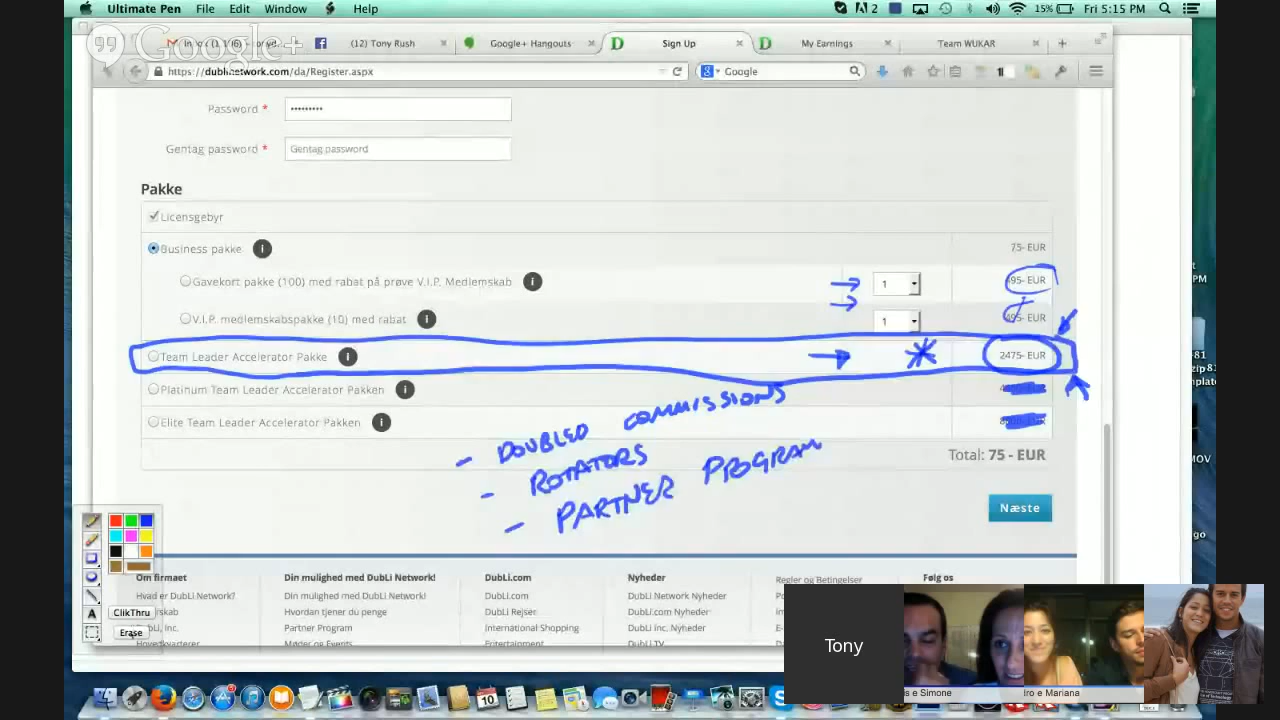 Ultimate Pen File Edit Window Help 2 15% Fri 5:15 PM
Google+
(12) Tony Rush Google+ Hangouts Sign Up My Earnings Team WUKAR
https://dublinetwork.com/da/Register.aspx Google
Password *
Gentag password * Gentag password
Pakke
Licensgebyr
Business pakke 75- EUR
Gavekort pakke (100) med rabat på prøve V.I.P. Medlemskab 1 495- EUR
V.I.P. medlemskabspakke (10) med rabat 1 495- EUR
Team Leader Accelerator Pakke 2475- EUR
Platinum Team Leader Accelerator Pakken
Elite Team Leader Accelerator Pakken
- DOUBLED COMMISSIONS
Total: 75 - EUR
- ROTATORS
- PARTNER PROGRAM
Næste
Om firmaet Din mulighed med DubLi Network! DubLi.com Nyheder Regler og Betingelser Følg os
Hvad er DubLi Network? Din mulighed med DubLi Network! DubLi.com DubLi Network Nyheder
Hvordan tjener du penge DubLi Rejser DubLi.com Nyheder
ClikThru
Partner Program International Shopping DubLi Inc. Nyheder
Erase
Møder og Events Entertainment DubLi TV
Tony
s e Simone
dro e Mariana